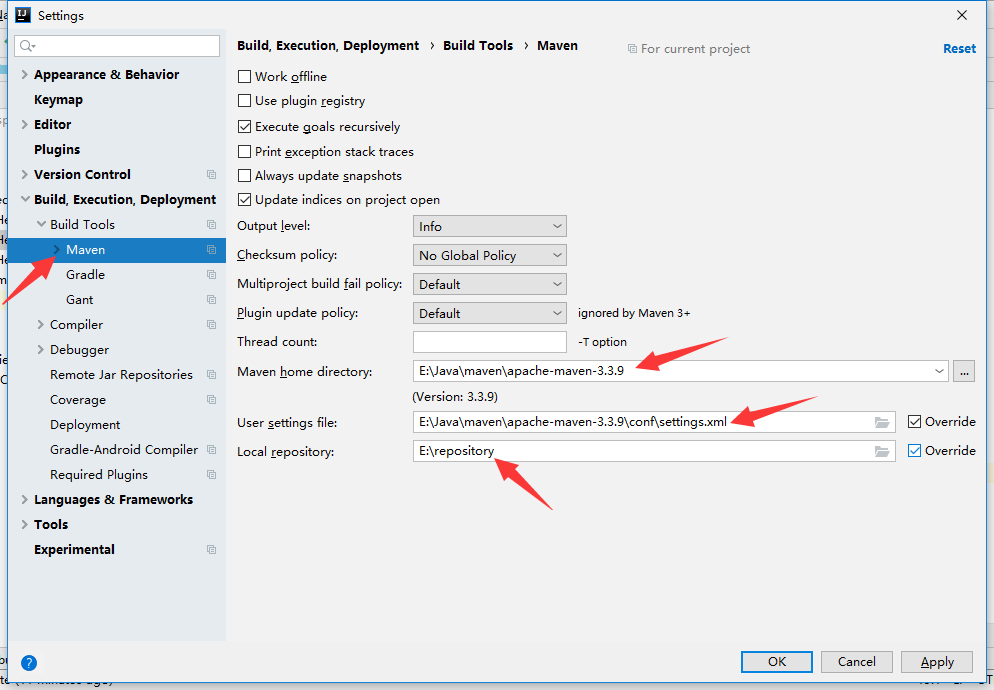 Settings
Build, Execution, Deployment › Build Tools › Maven
For current project
Reset
Appearance & Behavior
Keymap
Editor
Plugins
Version Control
Build, Execution, Deployment
Build Tools
Maven
Gradle
Gant
Compiler
Debugger
Remote Jar Repositories
Coverage
Deployment
Gradle-Android Compiler
Required Plugins
Languages & Frameworks
Tools
Experimental
Work offline
Use plugin registry
Execute goals recursively
Print exception stack traces
Always update snapshots
Update indices on project open
Output level: Info
Checksum policy: No Global Policy
Multiproject build fail policy: Default
Plugin update policy: Default ignored by Maven 3+
Thread count: -T option
Maven home directory: E:\Java\maven\apache-maven-3.3.9 ...
(Version: 3.3.9)
User settings file: E:\Java\maven\apache-maven-3.3.9\conf\settings.xml Override
Local repository: E:\repository Override
? OK Cancel Apply